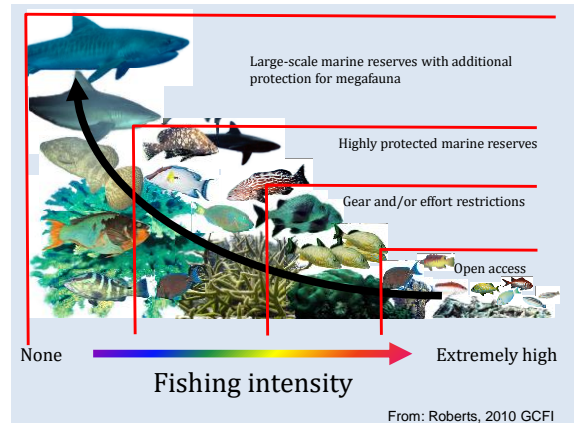 Large-scale marine reserves with additional
protection for megafauna
Highly protected marine reserves
Gear and/or effort restrictions
Open access
None
Extremely high
Fishing intensity
From: Roberts, 2010 GCFI